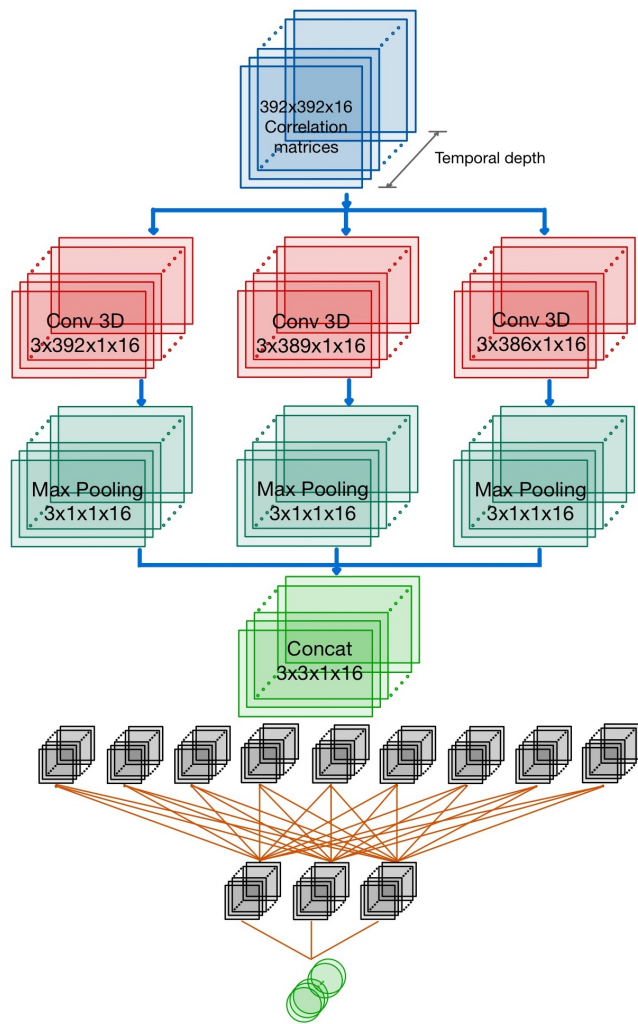 392x392x16
Correlation
matrices
Temporal depth
Conv 3D
3x392x1x16
Conv 3D
3x389x1x16
Conv 3D
3x386x1x16
Max Pooling
3x1x1x16
Max Pooling
3x1x1x16
Max Pooling
3x1x1x16
Concat
3x3x1x16